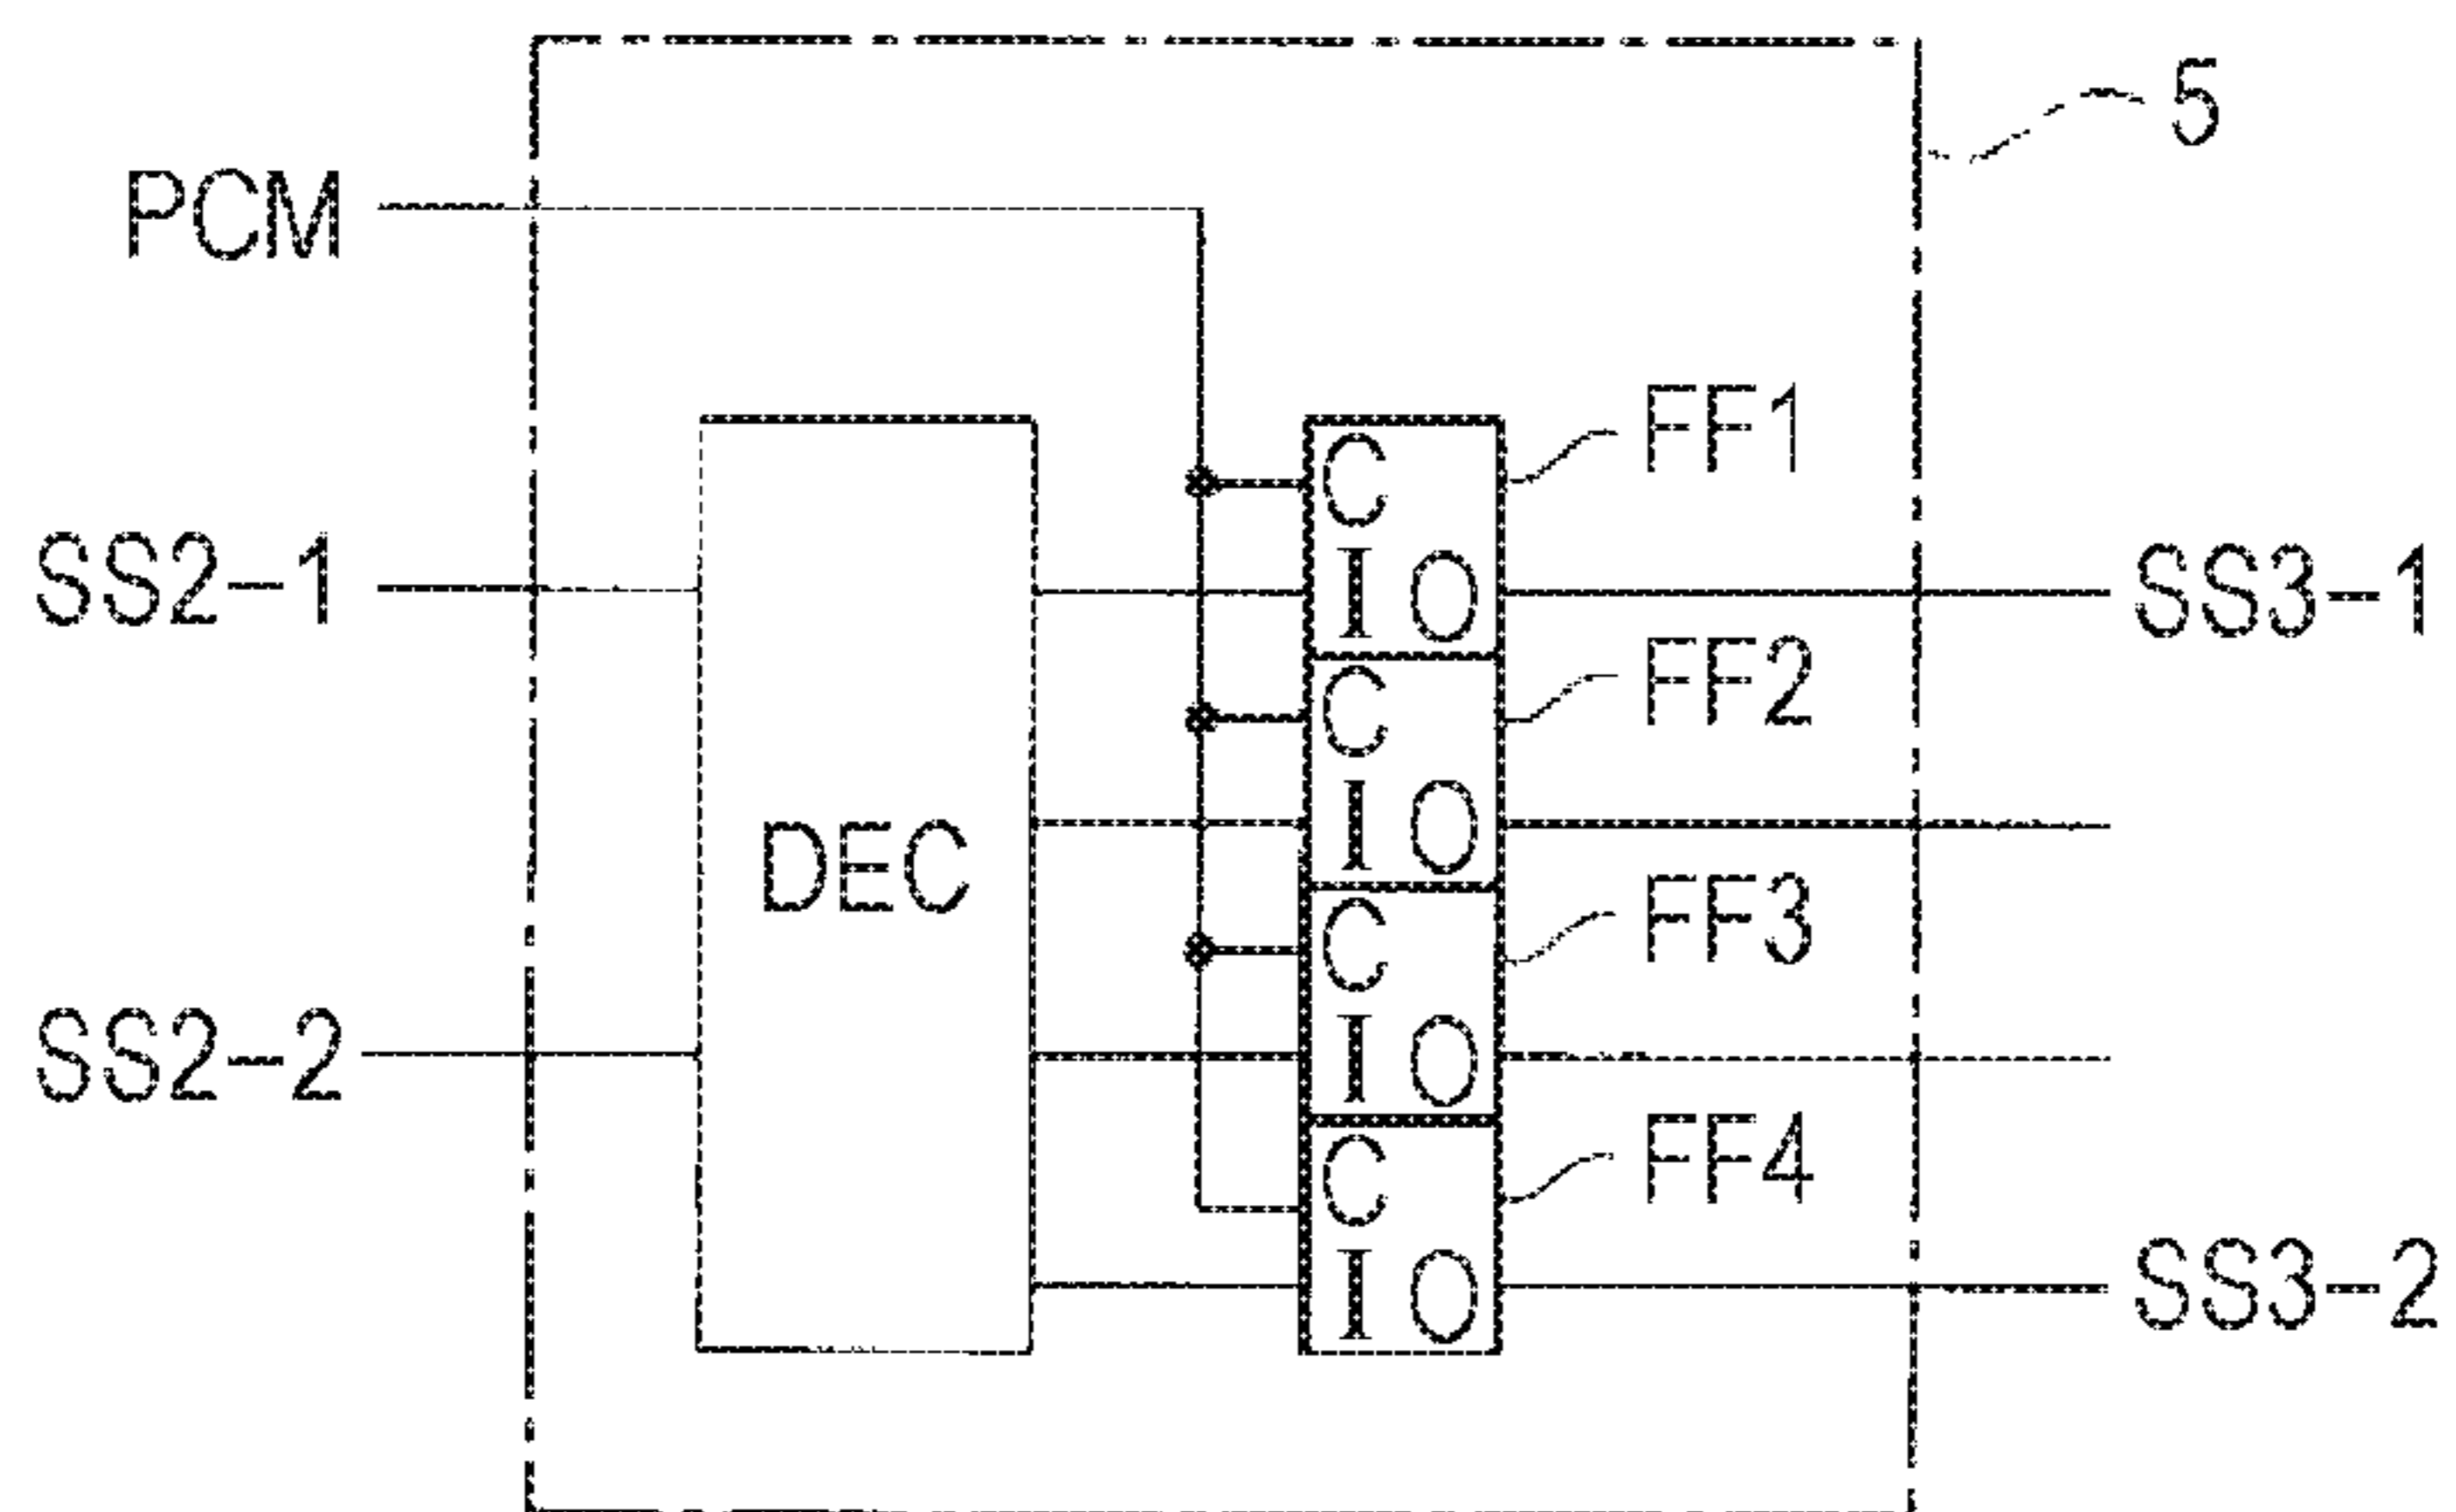 5
PCM
FF1
C
SS2-1
I O
SS3-1
FF2
C
DEC
I O
FF3
C
SS2-2
I O
FF4
C
I O
SS3-2